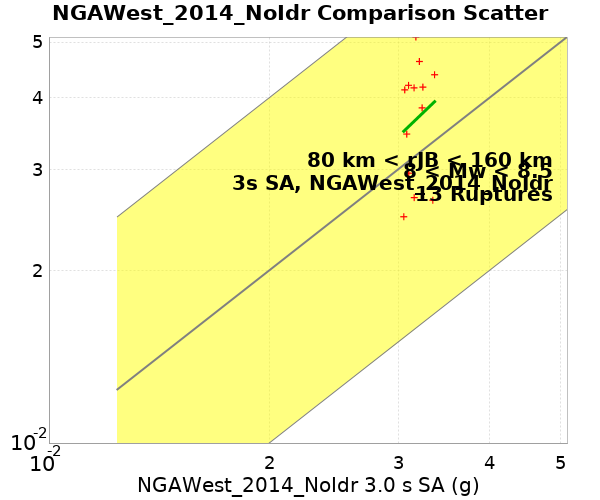 NGAWest_2014_NoIdr Comparison Scatter
5
4
3
2
10-2
80 km < rJB < 160 km
8 < Mw < 8.5
3s SA, NGAWest_2014_NoIdr
13 Ruptures
10-2
2
3
4
5
NGAWest_2014_NoIdr 3.0 s SA (g)